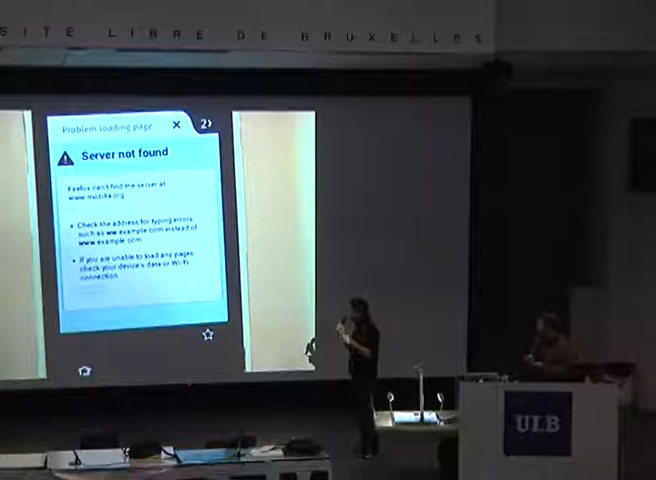 SITE LIBRE DE BRUXELLES
Problem loading page
2
Server not found
Firefox can't find the server at
www.mozilla.org
Check the address for typing errors
such as ww.example.com instead of
www.example.com
If you are unable to load any pages
check your device's data or Wi-Fi
connection
ULB